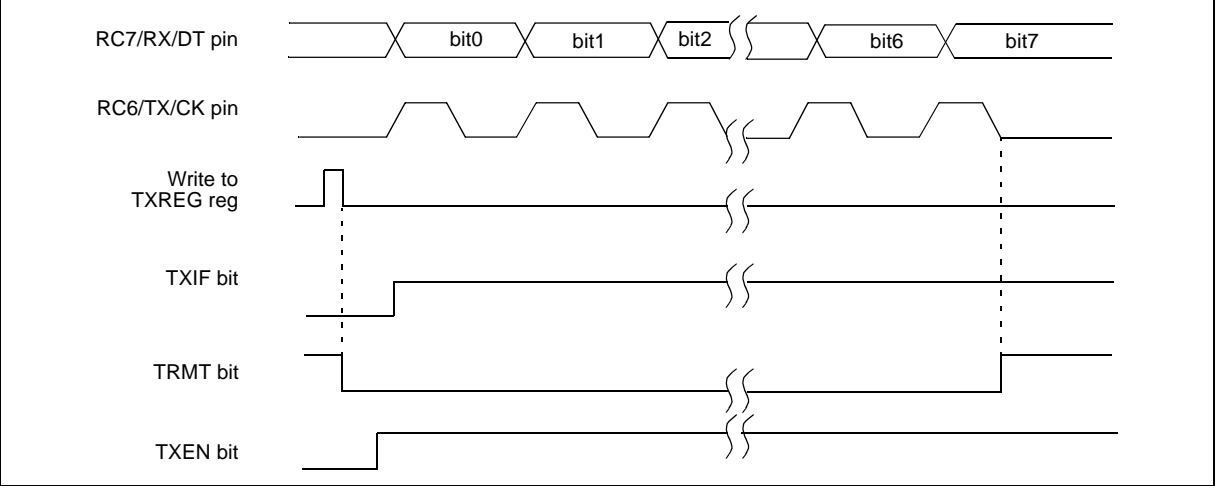 RC7/RX/DT pin
bit0 bit1 bit2 bit6 bit7
RC6/TX/CK pin
Write to
TXREG reg
TXIF bit
TRMT bit
TXEN bit